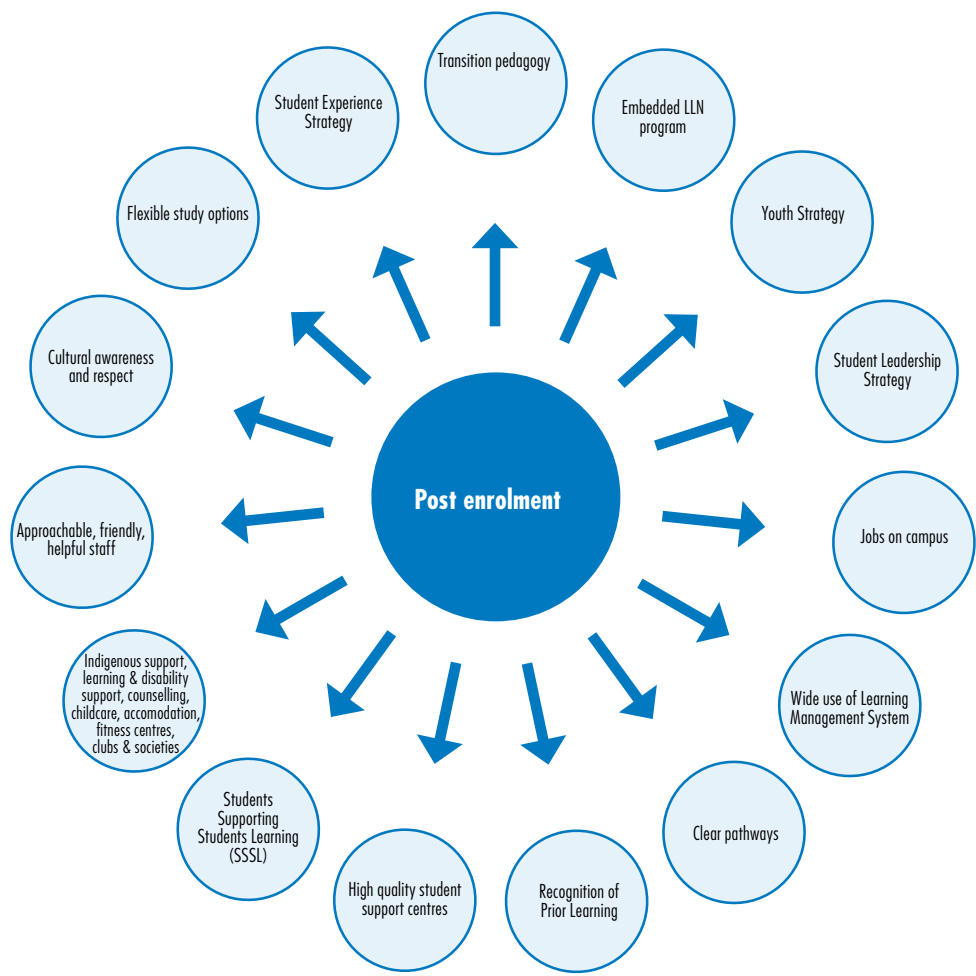 Transition pedagogy
Embedded LLN
program
Youth Strategy
Student Leadership
Strategy
Jobs on campus
Wide use of Learning
Management System
Clear pathways
Recognition of
Prior Learning
High quality student
support centres
Students
Supporting
Students Learning
(SSSL)
Indigenous support,
learning & disability
support, counselling,
childcare, accomodation,
fitness centres,
clubs & societies
Approachable, friendly,
helpful staff
Cultural awareness
and respect
Flexible study options
Student Experience
Strategy
Post enrolment